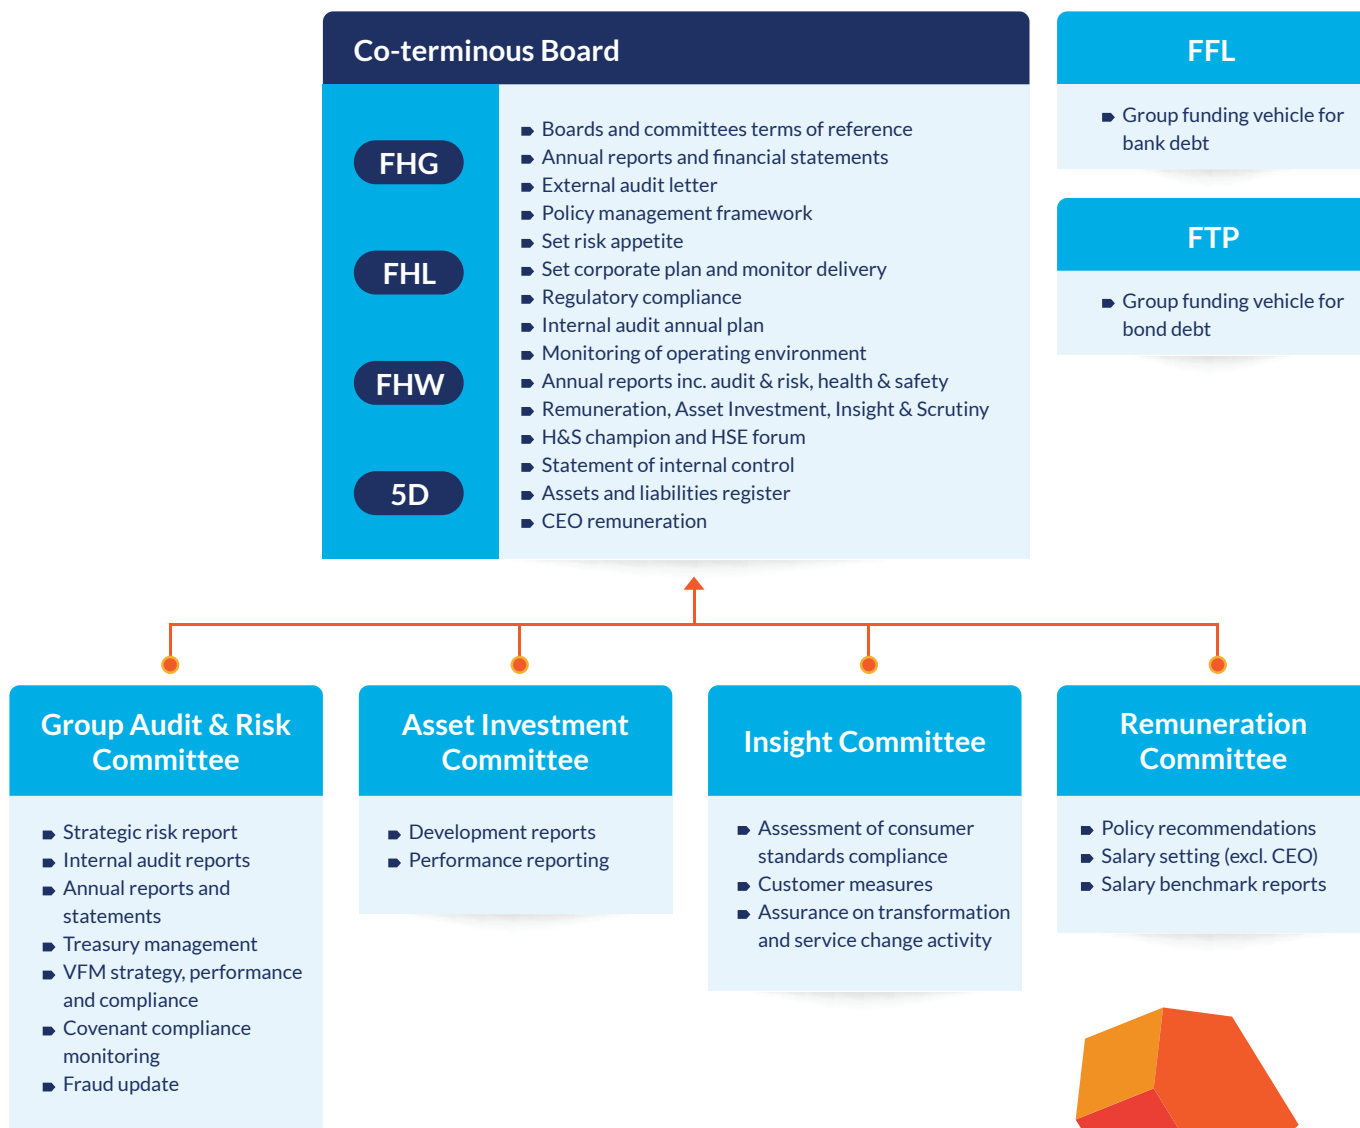 Co-terminous Board
FHG
FHL
FHW
5D
Boards and committees terms of reference
Annual reports and financial statements
External audit letter
Policy management framework
Set risk appetite
Set corporate plan and monitor delivery
Regulatory compliance
Internal audit annual plan
Monitoring of operating environment
Annual reports inc. audit & risk, health & safety
Remuneration, Asset Investment, Insight & Scrutiny
H&S champion and HSE forum
Statement of internal control
Assets and liabilities register
CEO remuneration
FFL
Group funding vehicle for
bank debt
FTP
Group funding vehicle for
bond debt
Group Audit & Risk
Committee
Strategic risk report
Internal audit reports
Annual reports and
statements
Treasury management
VFM strategy, performance
and compliance
Covenant compliance
monitoring
Fraud update
Asset Investment
Committee
Development reports
Performance reporting
Insight Committee
Assessment of consumer
standards compliance
Customer measures
Assurance on transformation
and service change activity
Remuneration
Committee
Policy recommendations
Salary setting (excl. CEO)
Salary benchmark reports